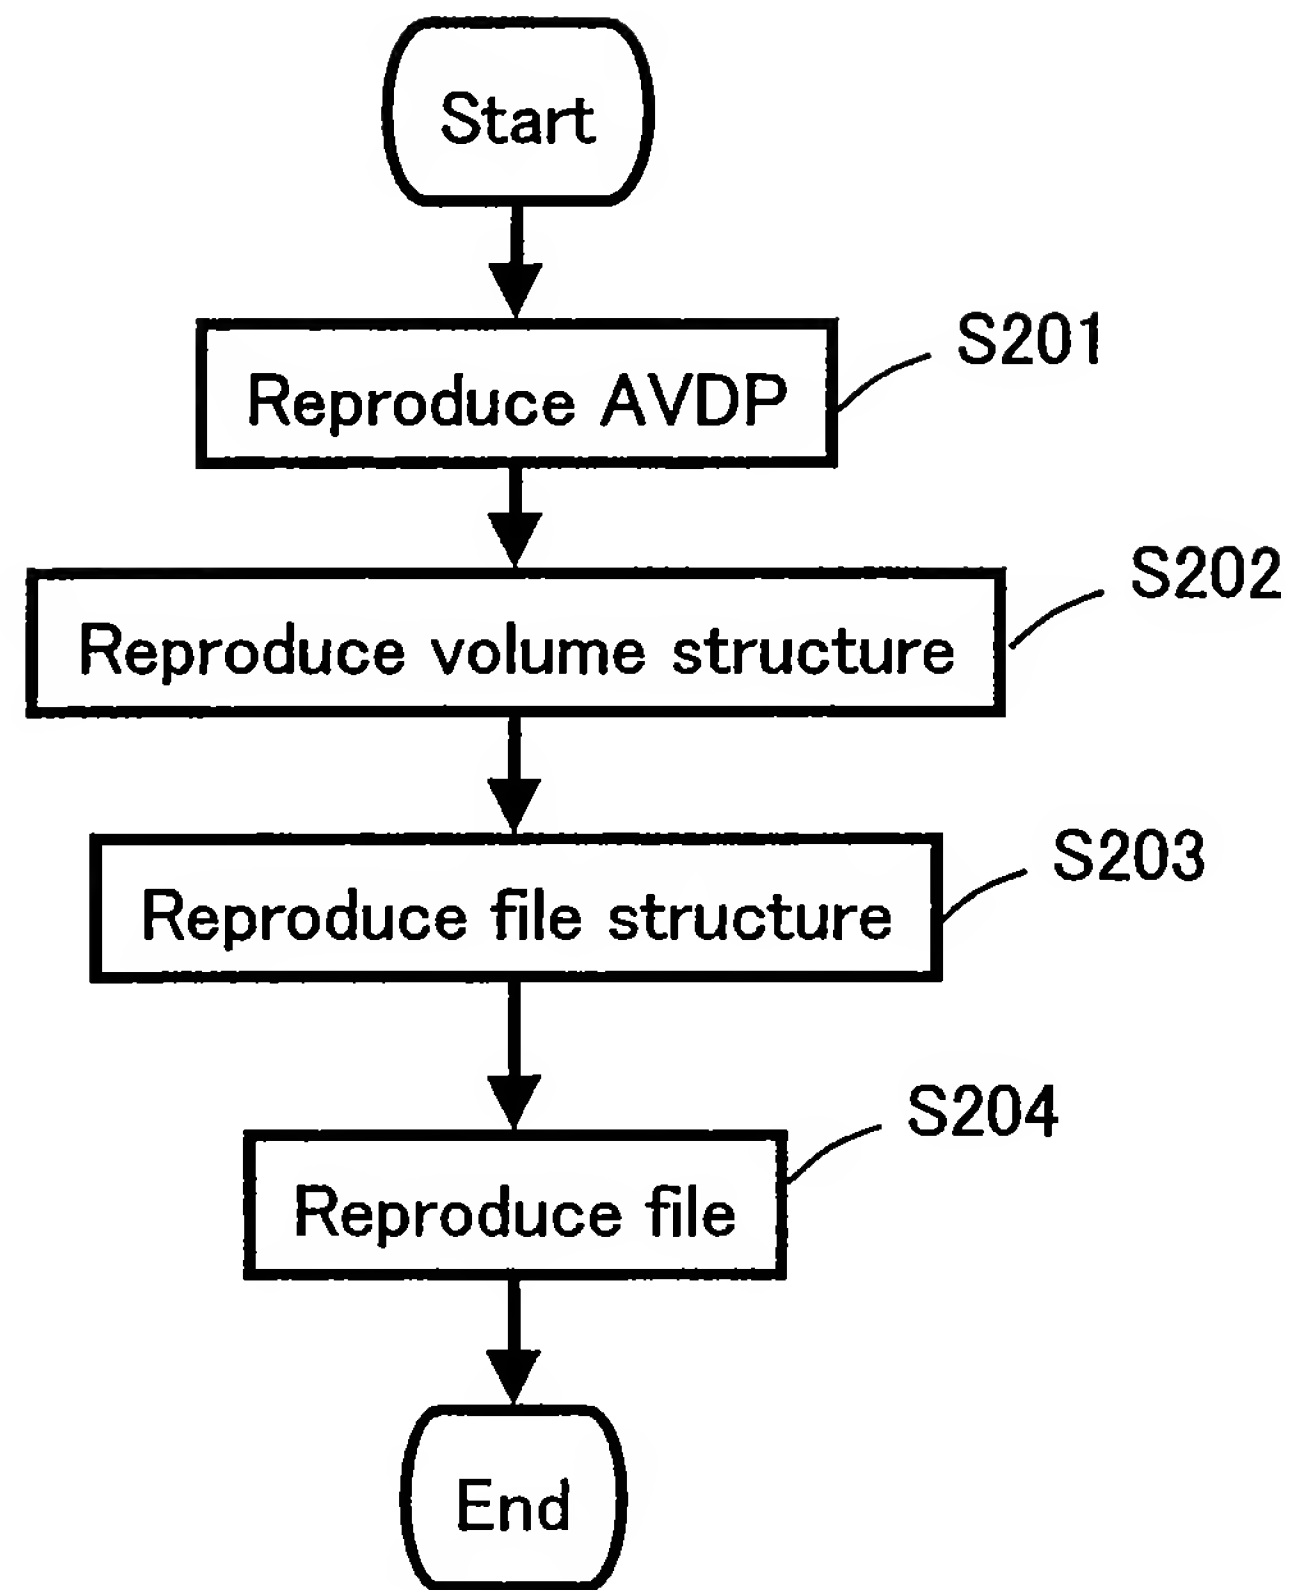 Start
S201
Reproduce AVDP
S202
Reproduce volume structure
S203
Reproduce file structure
S204
Reproduce file
End